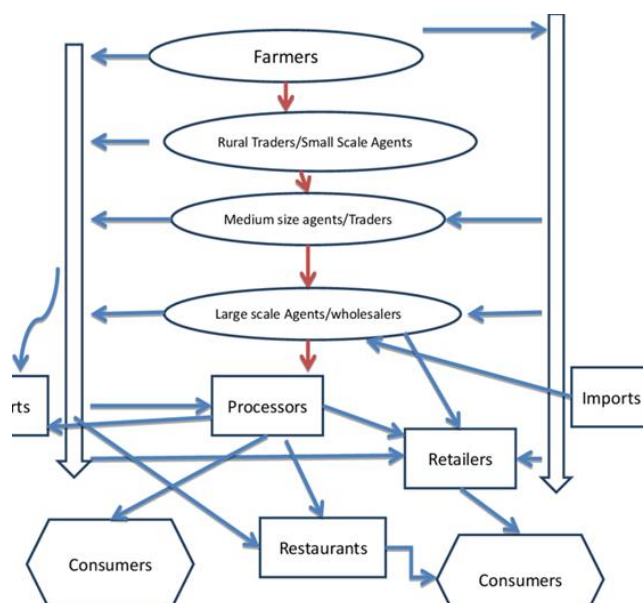 Farmers
Rural Traders/Small Scale Agents
Medium size agents/Traders
Large scale Agents/wholesalers
rts
Processors
Imports
Retailers
Consumers
Restaurants
Consumers